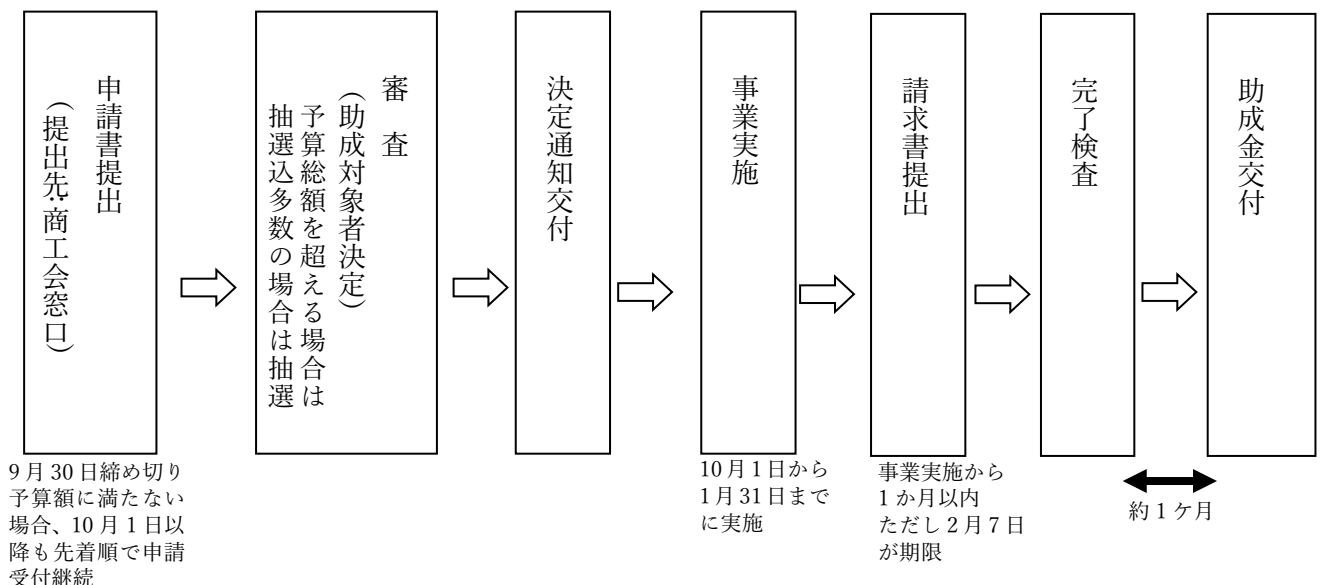 申請書提出
(提出先:商工会窓口)
9月30日締め切り
予算額に満たない
場合、10月1日以
降も先着順で申請
受付継続
審 査
(助成対象者決定)
予算総額を超える場合は
抽選込多数の場合は抽選
決定通知交付
事業実施
10月1日から
1月31日まで
に実施
請求書提出
事業実施から
1か月以内
ただし2月7日
が期限
完了検査
約1ケ月
助成金交付